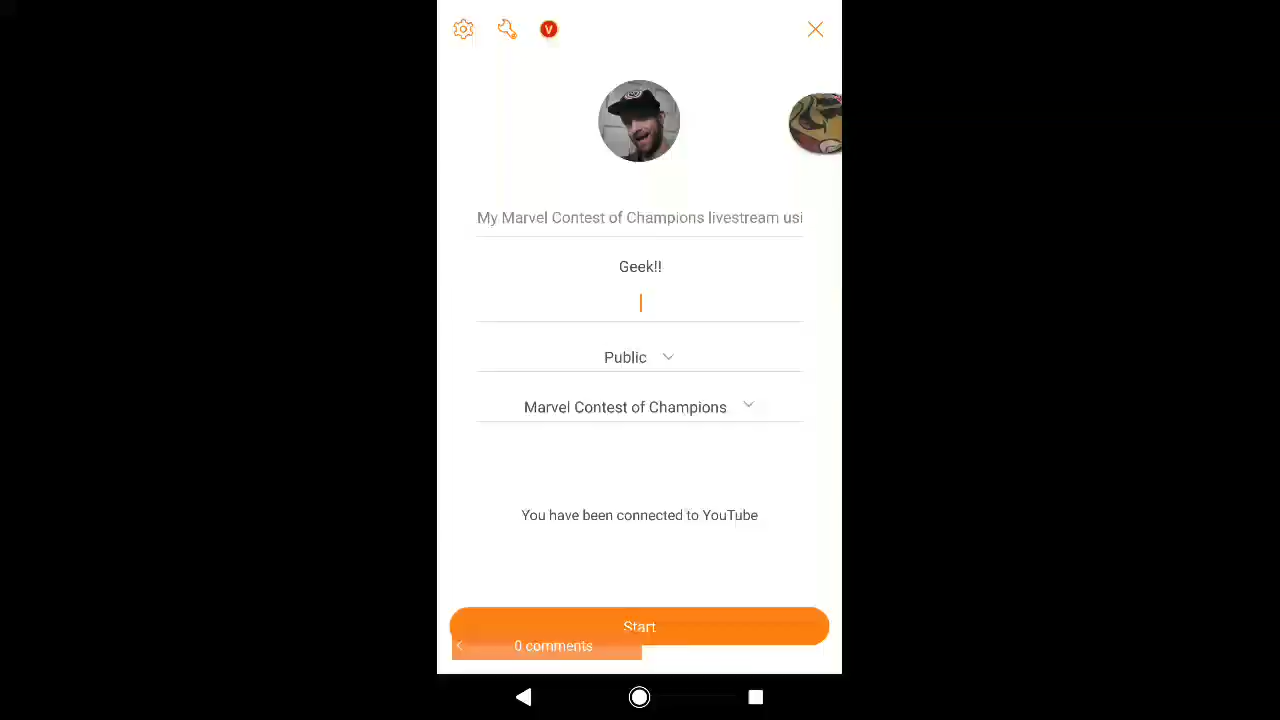 V
My Marvel Contest of Champions livestream usi
Geek!!
Public
Marvel Contest of Champions
You have been connected to YouTube
Start
0 comments